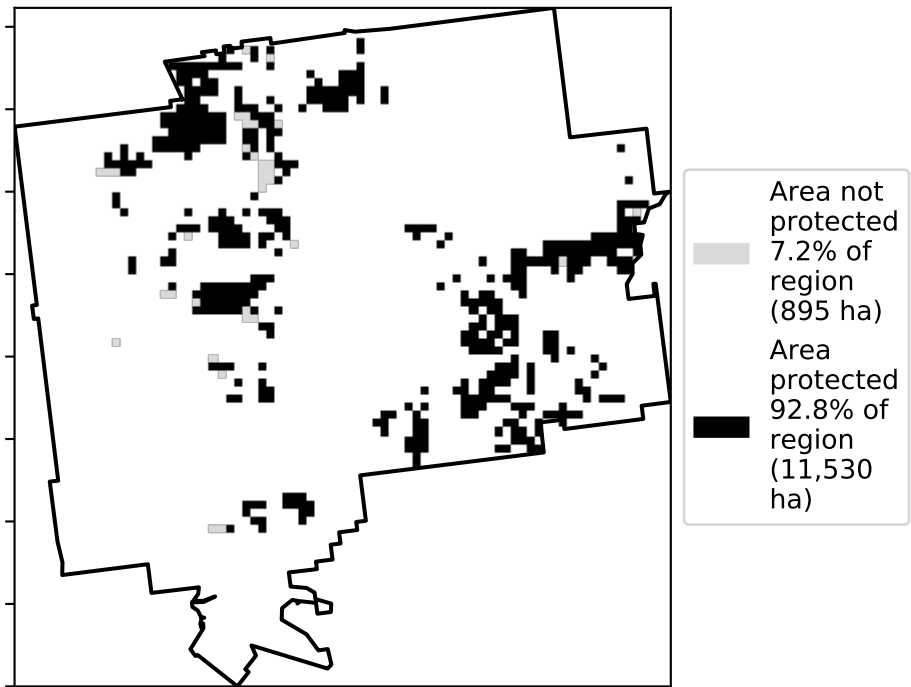 Area not
protected
7.2% of
region
(895 ha)
Area
protected
92.8% of
region
(11,530
ha)